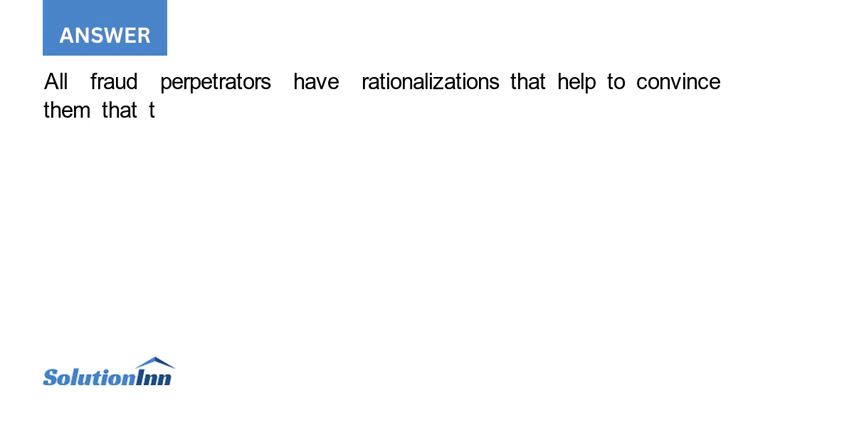 ANSWER
All fraud perpetrators have rationalizations that help to convince
them that t
SolutionInn